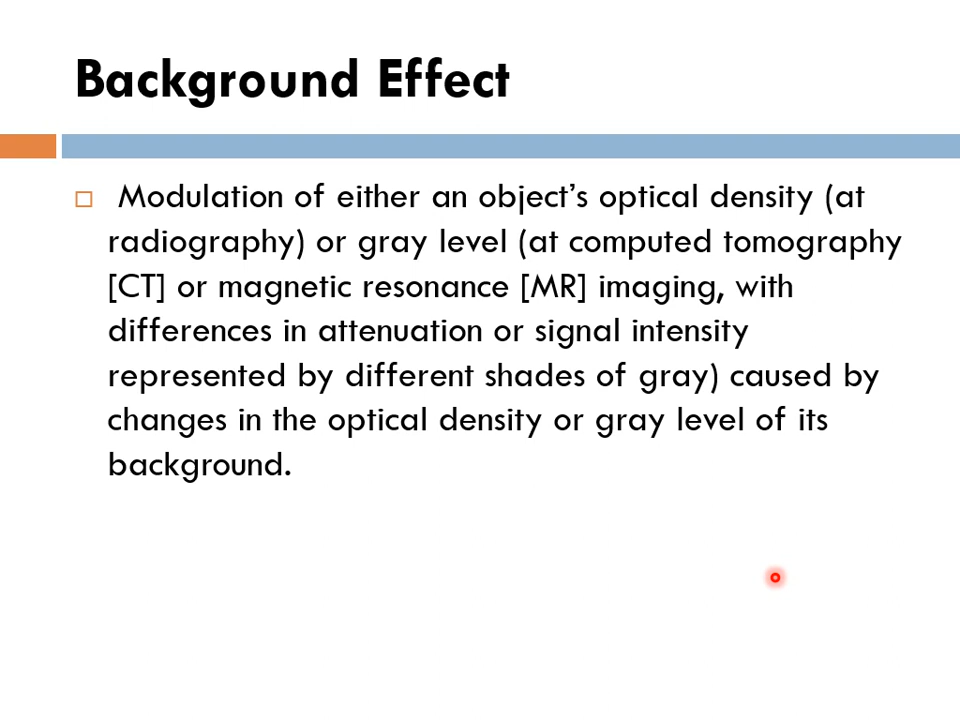 Background Effect
Modulation of either an object’s optical density (at
radiography) or gray level (at computed tomography
[CT] or magnetic resonance [MR] imaging, with
differences in attenuation or signal intensity
represented by different shades of gray) caused by
changes in the optical density or gray level of its
background.